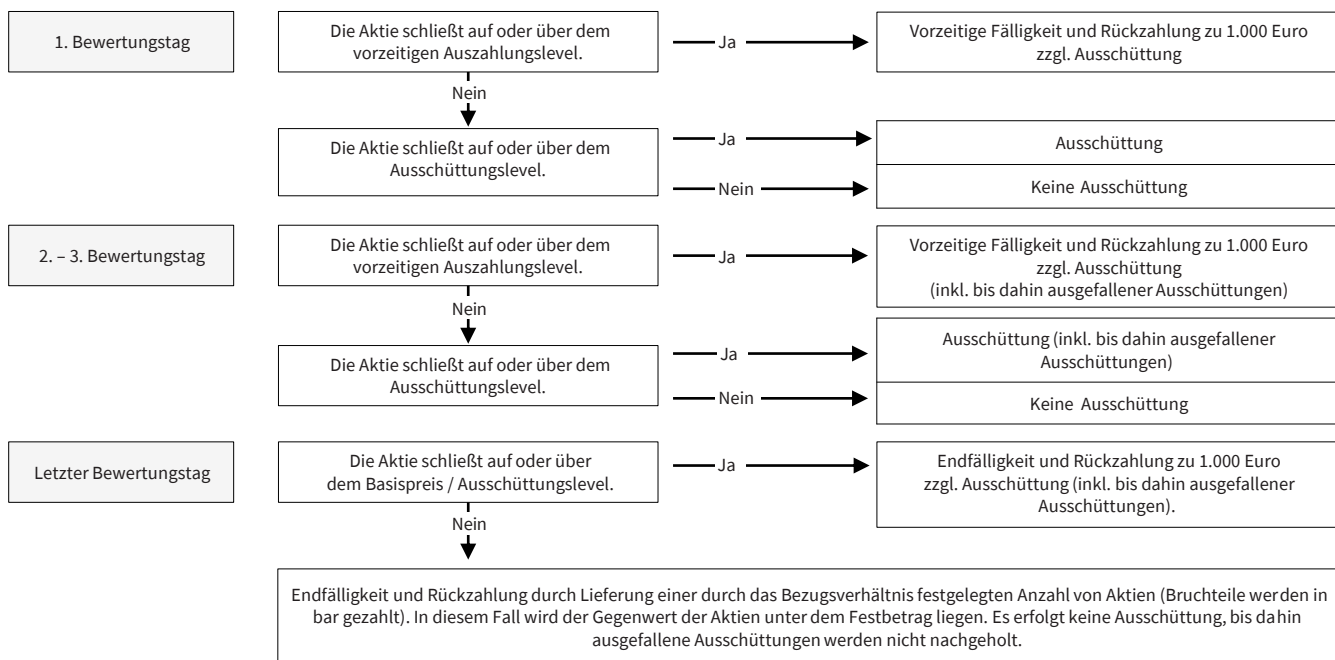 1. Bewertungstag
Die Aktie schließt auf oder über dem
vorzeitigen Auszahlungslevel.
Ja
Vorzeitige Fälligkeit und Rückzahlung zu 1.000 Euro
zzgl. Ausschüttung
Nein
Die Aktie schließt auf oder über dem
Ausschüttungslevel.
Ja
Ausschüttung
Nein
Keine Ausschüttung
2. – 3. Bewertungstag
Die Aktie schließt auf oder über dem
vorzeitigen Auszahlungslevel.
Ja
Vorzeitige Fälligkeit und Rückzahlung zu 1.000 Euro
zzgl. Ausschüttung
(inkl. bis dahin ausgefallener Ausschüttungen)
Nein
Die Aktie schließt auf oder über dem
Ausschüttungslevel.
Ja
Ausschüttung (inkl. bis dahin ausgefallener
Ausschüttungen)
Nein
Keine Ausschüttung
Letzter Bewertungstag
Die Aktie schließt auf oder über
dem Basispreis / Ausschüttungslevel.
Ja
Endfälligkeit und Rückzahlung zu 1.000 Euro
zzgl. Ausschüttung (inkl. bis dahin ausgefallener
Ausschüttungen).
Nein
Endfälligkeit und Rückzahlung durch Lieferung einer durch das Bezugsverhältnis festgelegten Anzahl von Aktien (Bruchteile werden in
bar gezahlt). In diesem Fall wird der Gegenwert der Aktien unter dem Festbetrag liegen. Es erfolgt keine Ausschüttung, bis dahin
ausgefallene Ausschüttungen werden nicht nachgeholt.